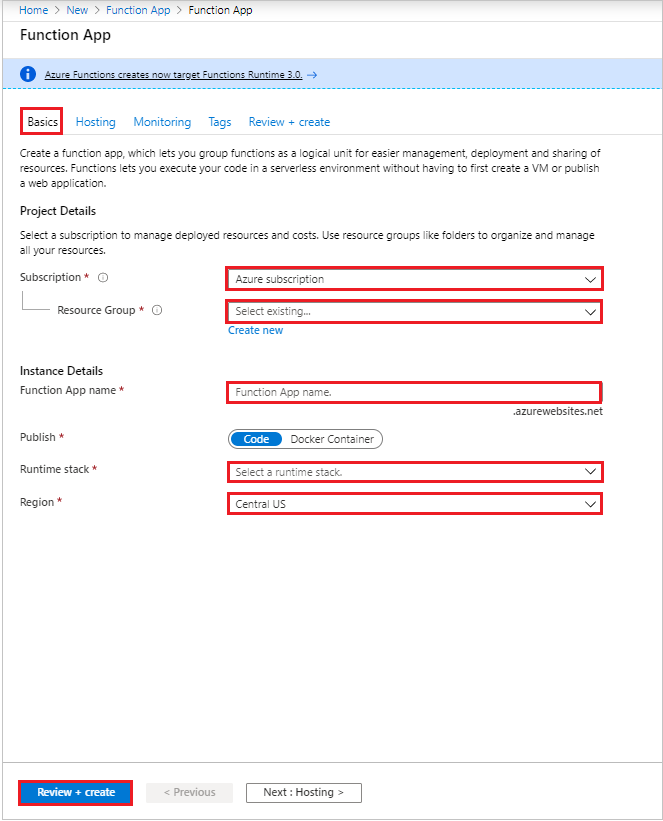 Home > New > Function App > Function App
Function App
Azure Functions creates now target Functions Runtime 3.0. →
Basics Hosting Monitoring Tags Review + create
Create a function app, which lets you group functions as a logical unit for easier management, deployment and sharing of
resources. Functions lets you execute your code in a serverless environment without having to first create a VM or publish
a web application.
Project Details
Select a subscription to manage deployed resources and costs. Use resource groups like folders to organize and manage
all your resources.
Subscription * Azure subscription
Resource Group * Select existing...
Create new
Instance Details
Function App name * Function App name.
.azurewebsites.net
Publish * Code Docker Container
Runtime stack * Select a runtime stack.
Region * Central US
Review + create < Previous Next : Hosting >